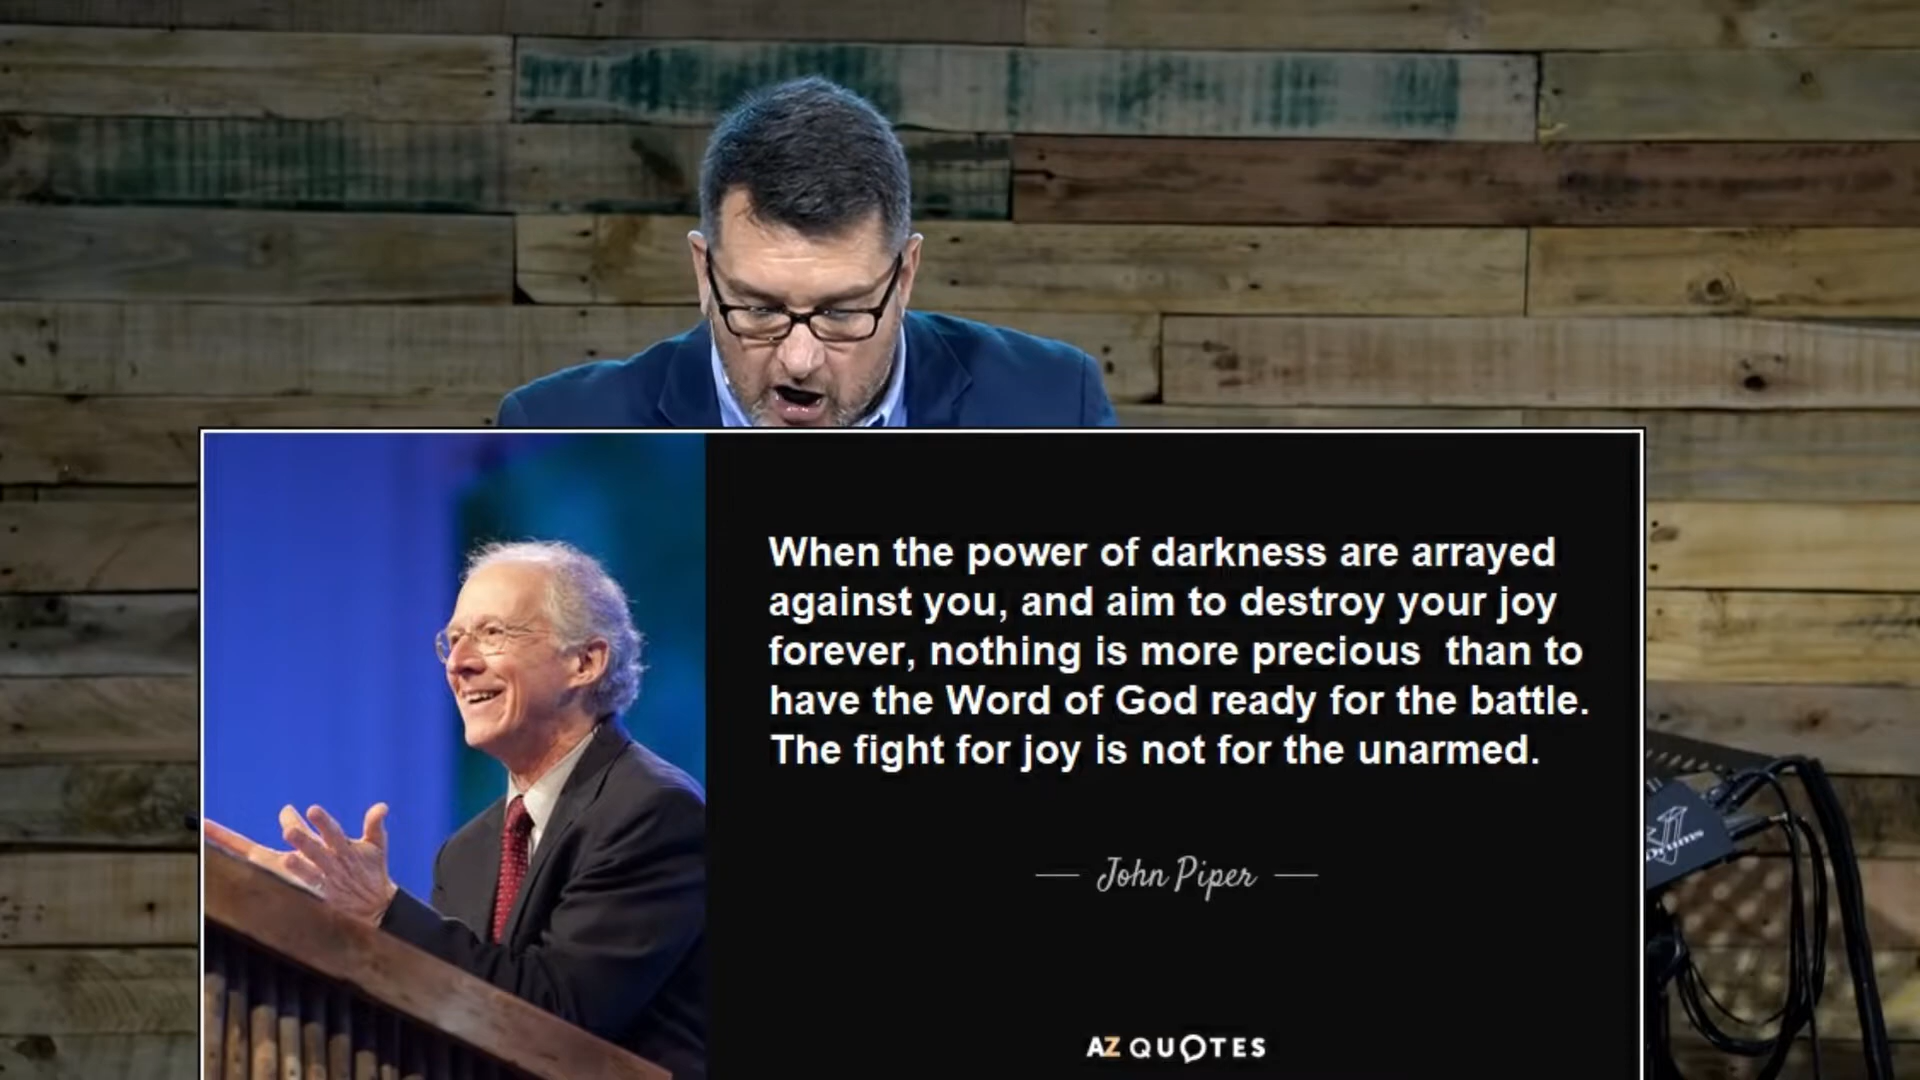 When the power of darkness are arrayed
against you, and aim to destroy your joy
forever, nothing is more precious  than to
have the Word of God ready for the battle.
The fight for joy is not for the unarmed.
John Piper
AZ QUOTES
Drums